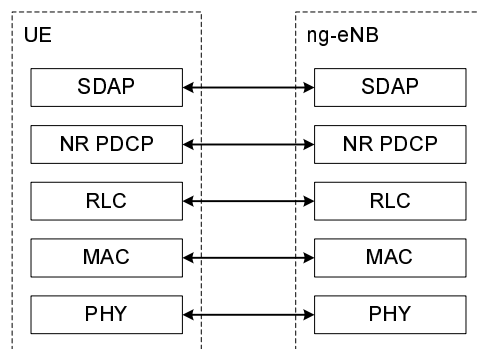 UE ng-eNB
SDAP SDAP
NR PDCP NR PDCP
RLC RLC
MAC MAC
PHY PHY